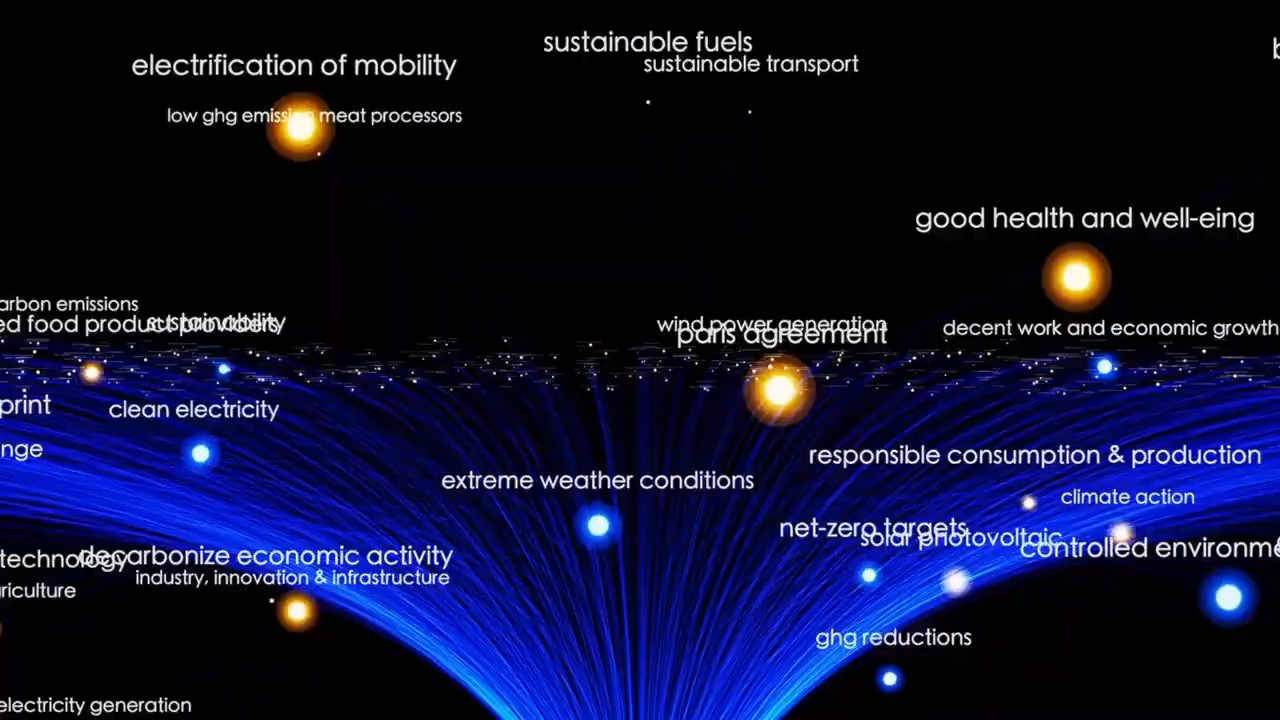 sustainable fuels
electrification of mobility
sustainable transport
low ghg emission meat processors
good health and well-eing
arbon emissions
ed food product providers
sustainability
wind power generation
paris agreement
decent work and economic growth
print
clean electricity
nge
responsible consumption & production
extreme weather conditions
climate action
net-zero targets
solar photovoltaic
controlled environme
technology
decarbonize economic activity
industry, innovation & infrastructure
riculture
ghg reductions
electricity generation